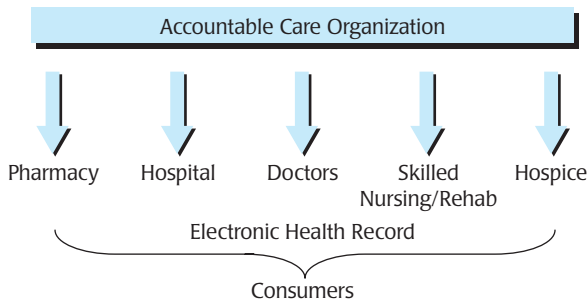 Accountable Care Organization
Pharmacy Hospital Doctors Skilled Nursing/Rehab Hospice
Electronic Health Record
Consumers